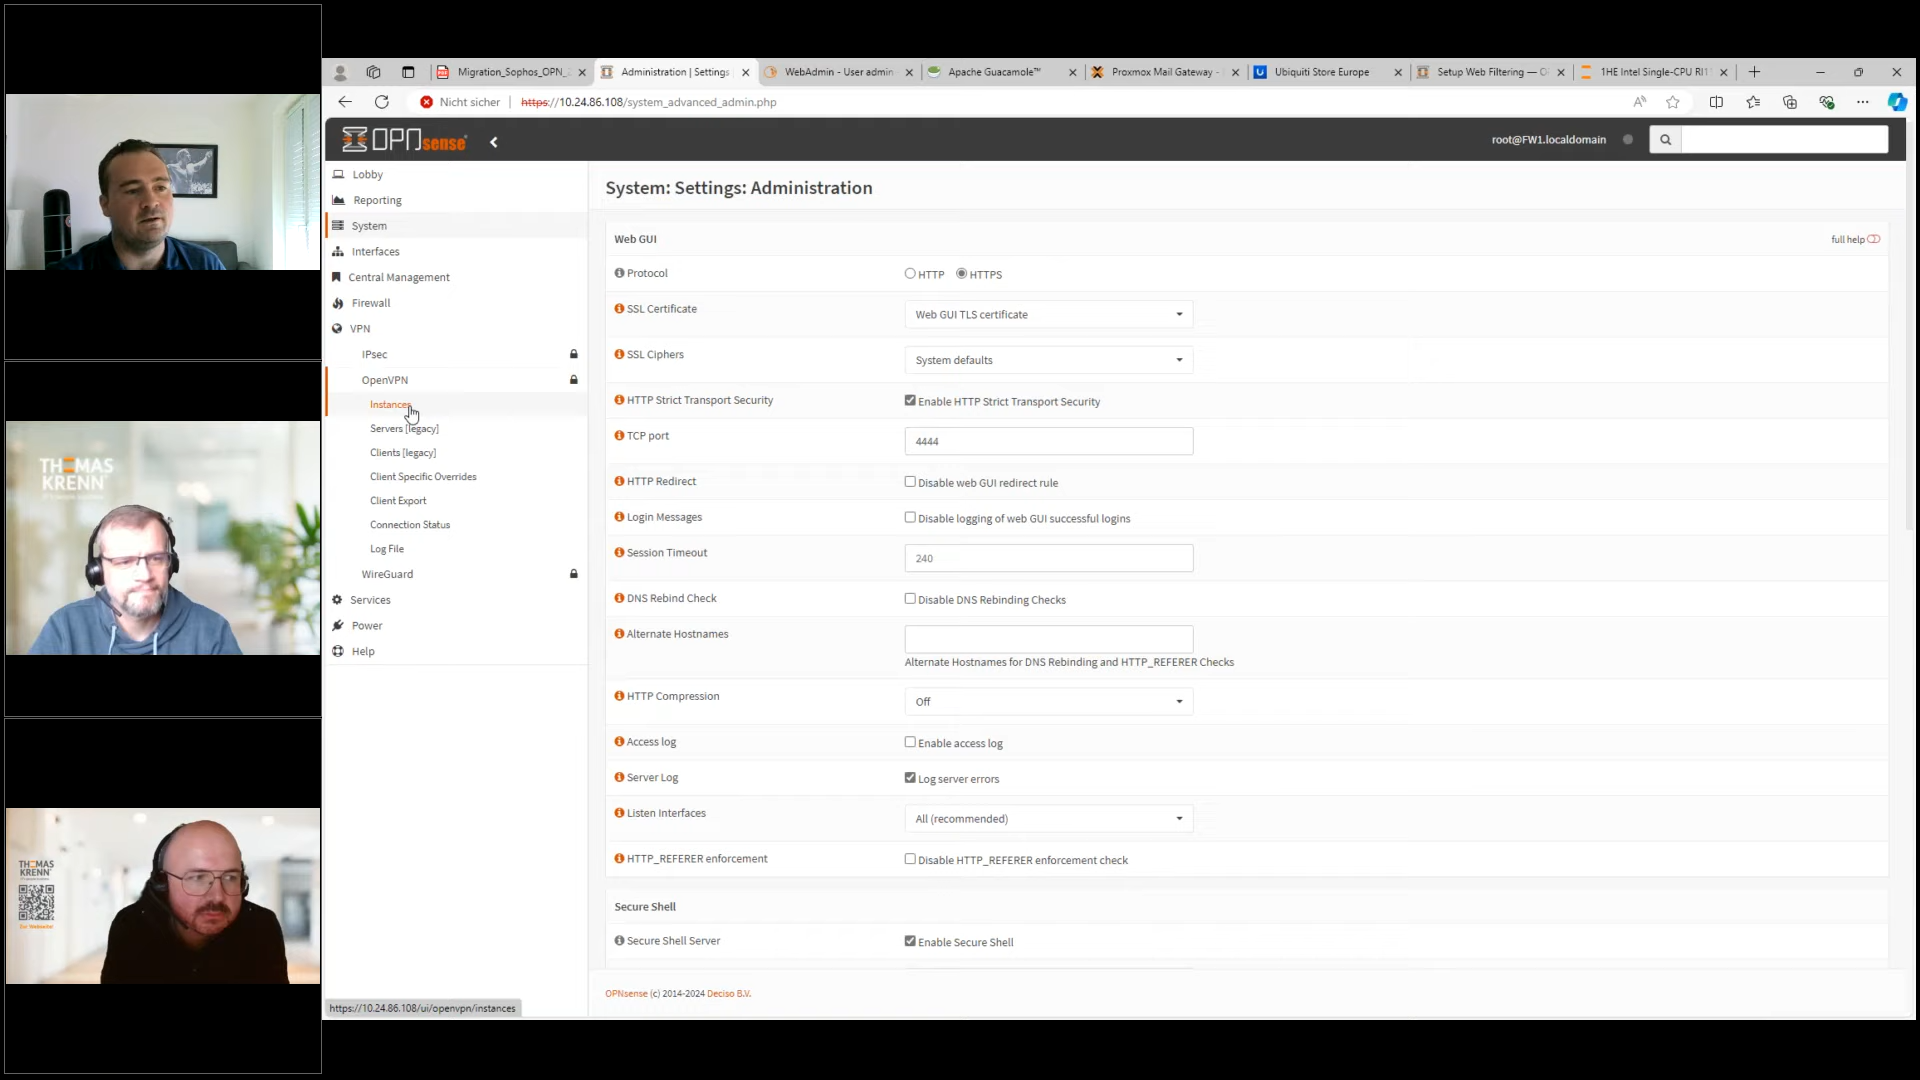 Migration_Sophos_OPN_
Administration | Settings
WebAdmin - User admin
Apache Guacamole™
Proxmox Mail Gateway -
Ubiquiti Store Europe
Setup Web Filtering — O
1HE Intel Single-CPU RI1
Nicht sicher
https://10.24.86.108/system_advanced_admin.php
OPNsense
root@FW1.localdomain
Lobby
Reporting
System
Interfaces
Central Management
Firewall
VPN
IPsec
OpenVPN
Instances
Servers [legacy]
Clients [legacy]
Client Specific Overrides
Client Export
Connection Status
Log File
WireGuard
Services
Power
Help
https://10.24.86.108/ui/openvpn/instances
System: Settings: Administration
Web GUI
full help
Protocol
HTTP HTTPS
SSL Certificate
Web GUI TLS certificate
SSL Ciphers
System defaults
HTTP Strict Transport Security
Enable HTTP Strict Transport Security
TCP port
4444
HTTP Redirect
Disable web GUI redirect rule
Login Messages
Disable logging of web GUI successful logins
Session Timeout
240
DNS Rebind Check
Disable DNS Rebinding Checks
Alternate Hostnames
Alternate Hostnames for DNS Rebinding and HTTP_REFERER Checks
HTTP Compression
Off
Access log
Enable access log
Server Log
Log server errors
Listen Interfaces
All (recommended)
HTTP_REFERER enforcement
Disable HTTP_REFERER enforcement check
Secure Shell
Secure Shell Server
Enable Secure Shell
OPNsense (c) 2014-2024 Deciso B.V.
THOMAS
KRENN
THOMAS
KRENN